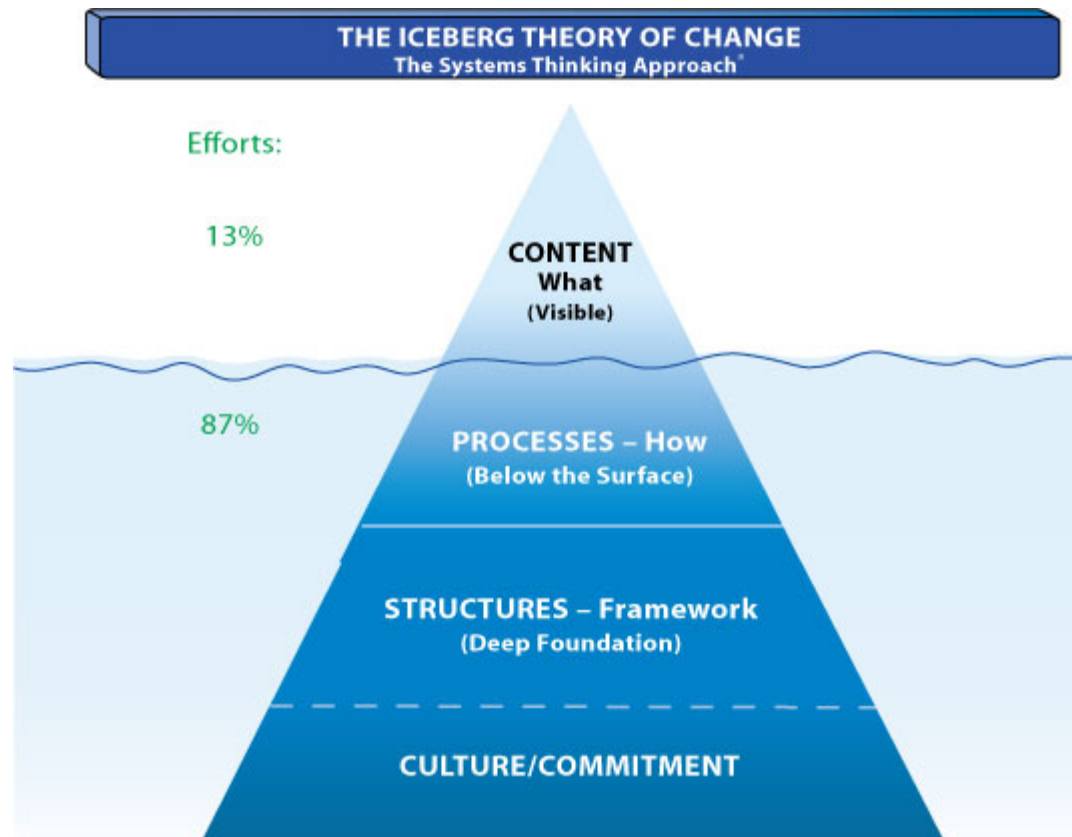 THE ICEBERG THEORY OF CHANGE
The Systems Thinking Approach®
Efforts:
13%
CONTENT
What
(Visible)
87%
PROCESSES – How
(Below the Surface)
STRUCTURES – Framework
(Deep Foundation)
CULTURE/COMMITMENT